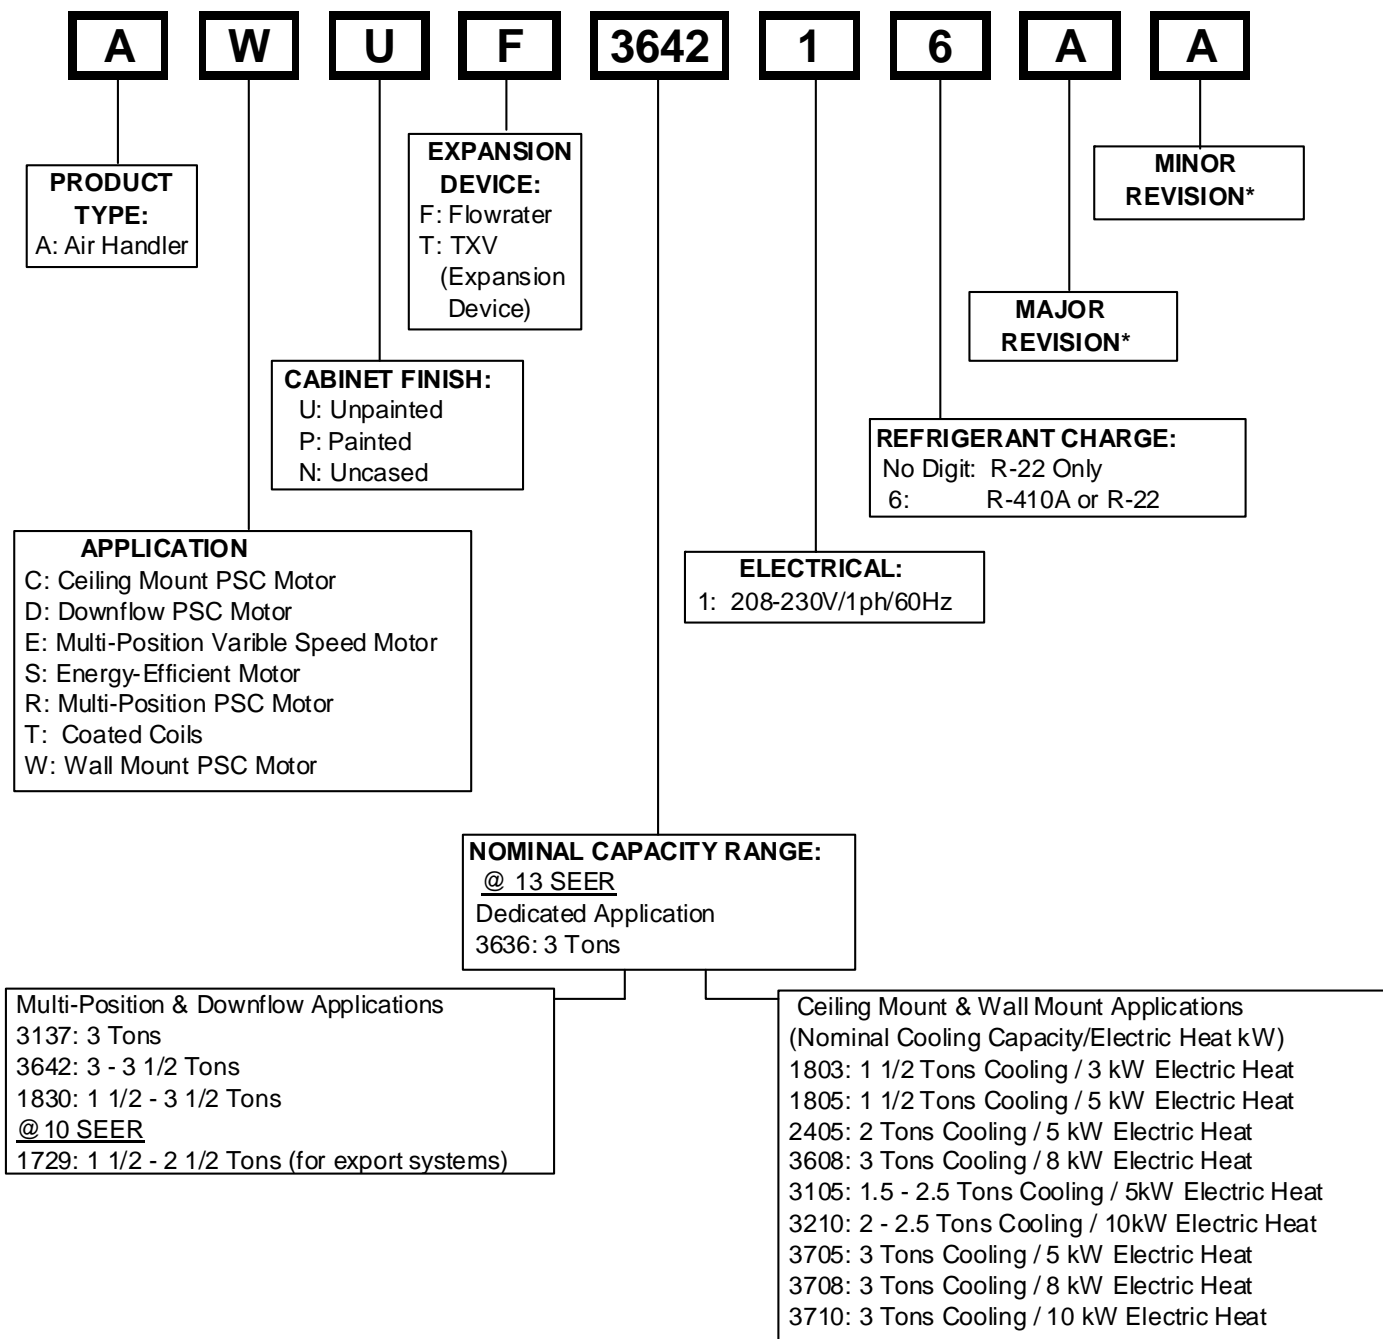 A W U F 3642 1 6 A A
PRODUCT
TYPE:
A: Air Handler
EXPANSION
DEVICE:
F: Flowrater
T: TXV
(Expansion
Device)
MINOR
REVISION*
MAJOR
REVISION*
CABINET FINISH:
U: Unpainted
P: Painted
N: Uncased
REFRIGERANT CHARGE:
No Digit: R-22 Only
6: R-410A or R-22
APPLICATION
C: Ceiling Mount PSC Motor
D: Downflow PSC Motor
E: Multi-Position Varible Speed Motor
S: Energy-Efficient Motor
R: Multi-Position PSC Motor
T: Coated Coils
W: Wall Mount PSC Motor
ELECTRICAL:
1: 208-230V/1ph/60Hz
NOMINAL CAPACITY RANGE:
@ 13 SEER
Dedicated Application
3636: 3 Tons
Multi-Position & Downflow Applications
3137: 3 Tons
3642: 3 - 3 1/2 Tons
1830: 1 1/2 - 3 1/2 Tons
@ 10 SEER
1729: 1 1/2 - 2 1/2 Tons (for export systems)
Ceiling Mount & Wall Mount Applications
(Nominal Cooling Capacity/Electric Heat kW)
1803: 1 1/2 Tons Cooling / 3 kW Electric Heat
1805: 1 1/2 Tons Cooling / 5 kW Electric Heat
2405: 2 Tons Cooling / 5 kW Electric Heat
3608: 3 Tons Cooling / 8 kW Electric Heat
3105: 1.5 - 2.5 Tons Cooling / 5kW Electric Heat
3210: 2 - 2.5 Tons Cooling / 10kW Electric Heat
3705: 3 Tons Cooling / 5 kW Electric Heat
3708: 3 Tons Cooling / 8 kW Electric Heat
3710: 3 Tons Cooling / 10 kW Electric Heat